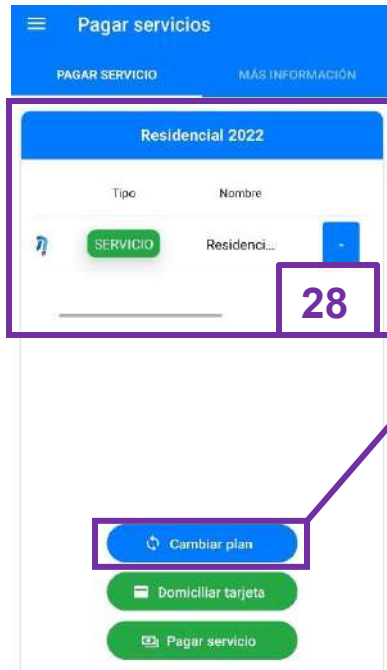 Pagar servicios
PAGAR SERVICIO MÁS INFORMACIÓN
Residencial 2022
Tipo Nombre
SERVICIO Residenci... -
28
Cambiar plan
Domiciliar tarjeta
Pagar servicio